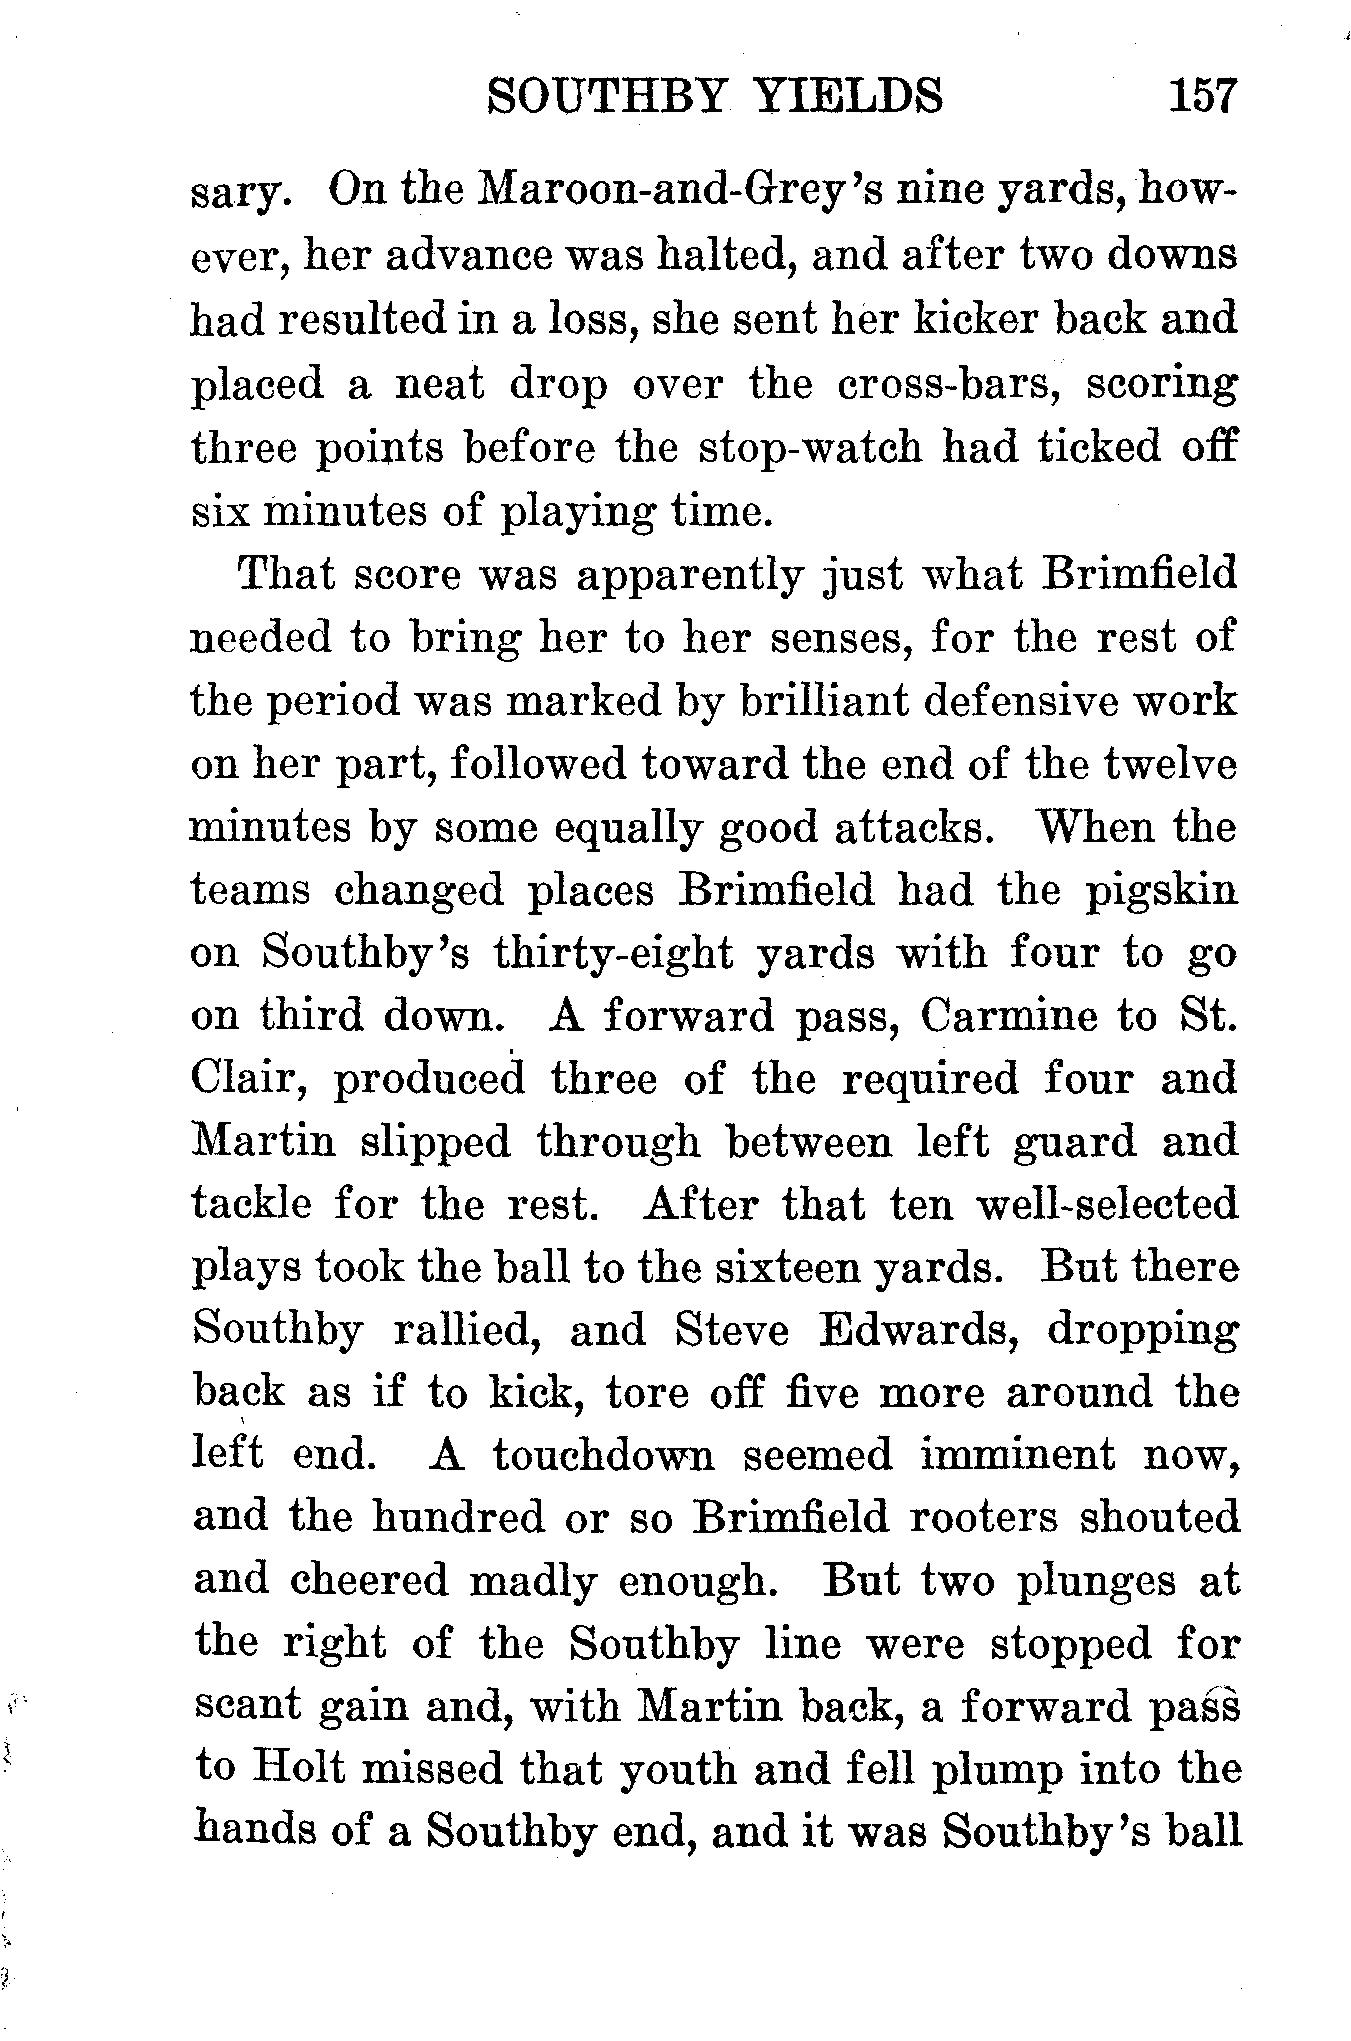 SOUTHBY YIELDS 157
sary. On the Maroon-and-Grey's nine yards, how-
ever, her advance was halted, and after two downs
had resulted in a loss, she sent her kicker back and
placed a neat drop over the cross-bars, scoring
three points before the stop-watch had ticked off
six minutes of playing time.
That score was apparently just what Brimfield
needed to bring her to her senses, for the rest of
the period was marked by brilliant defensive work
on her part, followed toward the end of the twelve
minutes by some equally good attacks. When the
teams changed places Brimfield had the pigskin
on Southby's thirty-eight yards with four to go
on third down. A forward pass, Carmine to St.
Clair, produced three of the required four and
Martin slipped through between left guard and
tackle for the rest. After that ten well-selected
plays took the ball to the sixteen yards. But there
Southby rallied, and Steve Edwards, dropping
back as if to kick, tore off five more around the
left end. A touchdown seemed imminent now,
and the hundred or so Brimfield rooters shouted
and cheered madly enough. But two plunges at
the right of the Southby line were stopped for
scant gain and, with Martin back, a forward pass
to Holt missed that youth and fell plump into the
hands of a Southby end, and it was Southby's ball